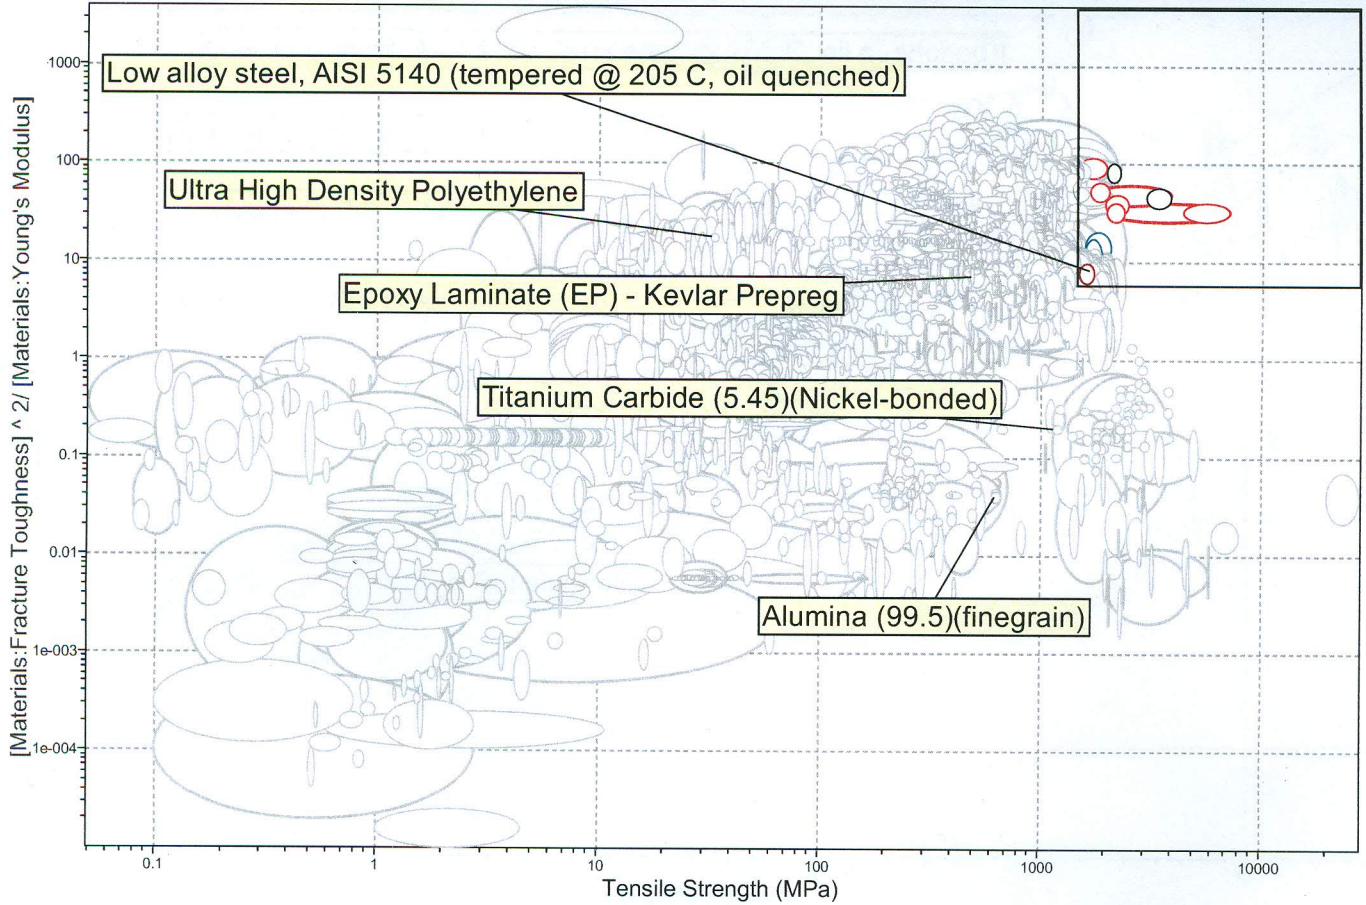 [Materials:Fracture Toughness] ^ 2/ [Materials:Young's Modulus]
1000
100
10
1
0.1
0.01
1e-003
1e-004
Low alloy steel, AISI 5140 (tempered @ 205 C, oil quenched)
Ultra High Density Polyethylene
Epoxy Laminate (EP) - Kevlar Prepreg
Titanium Carbide (5.45)(Nickel-bonded)
Alumina (99.5)(finegrain)
0.1 1 10 100 1000 10000
Tensile Strength (MPa)